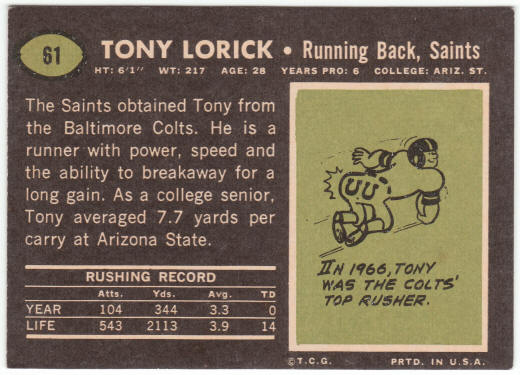 61
TONY LORICK • Running Back, Saints
HT: 6'1" WT: 217 AGE: 28 YEARS PRO: 6 COLLEGE: ARIZ. ST.
The Saints obtained Tony from
the Baltimore Colts. He is a
runner with power, speed and
the ability to breakaway for a
long gain. As a college senior,
Tony averaged 7.7 yards per
carry at Arizona State.
RUSHING RECORD
Atts. Yds. Avg. TD
YEAR 104 344 3.3 0
LIFE 543 2113 3.9 14
IN 1966, TONY
WAS THE COLTS'
TOP RUSHER.
©T.C.G. PRTD. IN U.S.A.